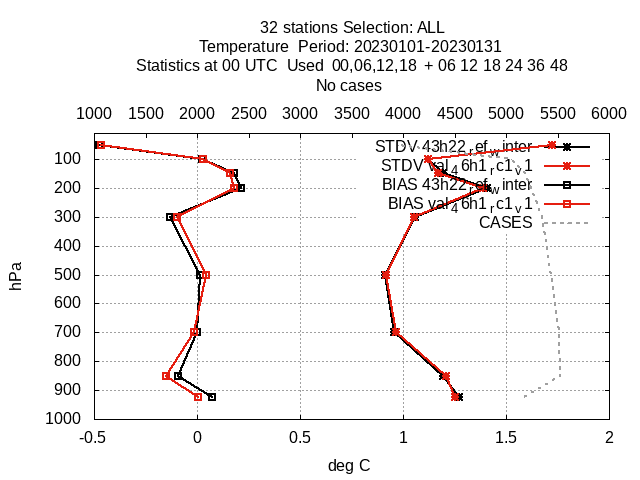 32 stations Selection: ALL
Temperature  Period: 20230101-20230131
Statistics at 00 UTC  Used  00,06,12,18  + 06 12 18 24 36 48
No cases
1000 1500 2000 2500 3000 3500 4000 4500 5000 5500 6000
STDV 43h22_ref_winter
100
STDV val_46h1_rc1_v1
BIAS 43h22_ref_winter
200
BIAS val_46h1_rc1_v1
300
CASES
400
hPa
500
600
700
800
900
1000
-0.5 0 0.5 1 1.5 2
deg C